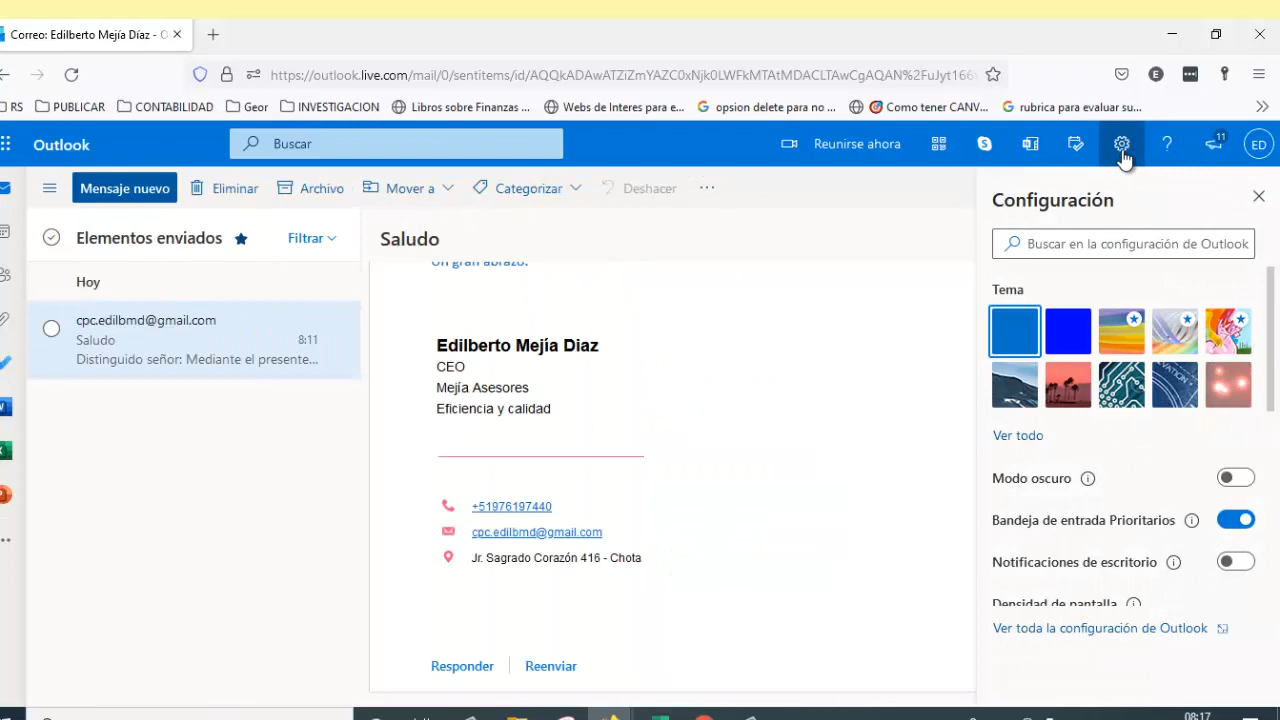 Correo: Edilberto Mejía Díaz - O
https://outlook.live.com/mail/0/sentitems/id/AQQkADAwATZiZmYAZC0xNjk0LWFkMTAtMDACLTAwCgAQAN%2FuJyt166
RS
PUBLICAR
CONTABILIDAD
Geor
INVESTIGACION
Libros sobre Finanzas ...
Webs de Interes para e...
opsion delete para no ...
Como tener CANV...
rubrica para evaluar su...
Outlook
Buscar
Reunirse ahora
11
ED
Mensaje nuevo
Eliminar
Archivo
Mover a
Categorizar
Deshacer
Elementos enviados
Filtrar
Hoy
cpc.edilbmd@gmail.com
Saludo
8:11
Distinguido señor: Mediante el presente...
Saludo
Un gran abrazo.
Edilberto Mejía Diaz
CEO
Mejía Asesores
Eficiencia y calidad
+51976197440
cpc.edilbmd@gmail.com
Jr. Sagrado Corazón 416 - Chota
Responder
Reenviar
Configuración
Buscar en la configuración de Outlook
Tema
Ver todo
Modo oscuro
Bandeja de entrada Prioritarios
Notificaciones de escritorio
Densidad de pantalla
Ver toda la configuración de Outlook
08:17